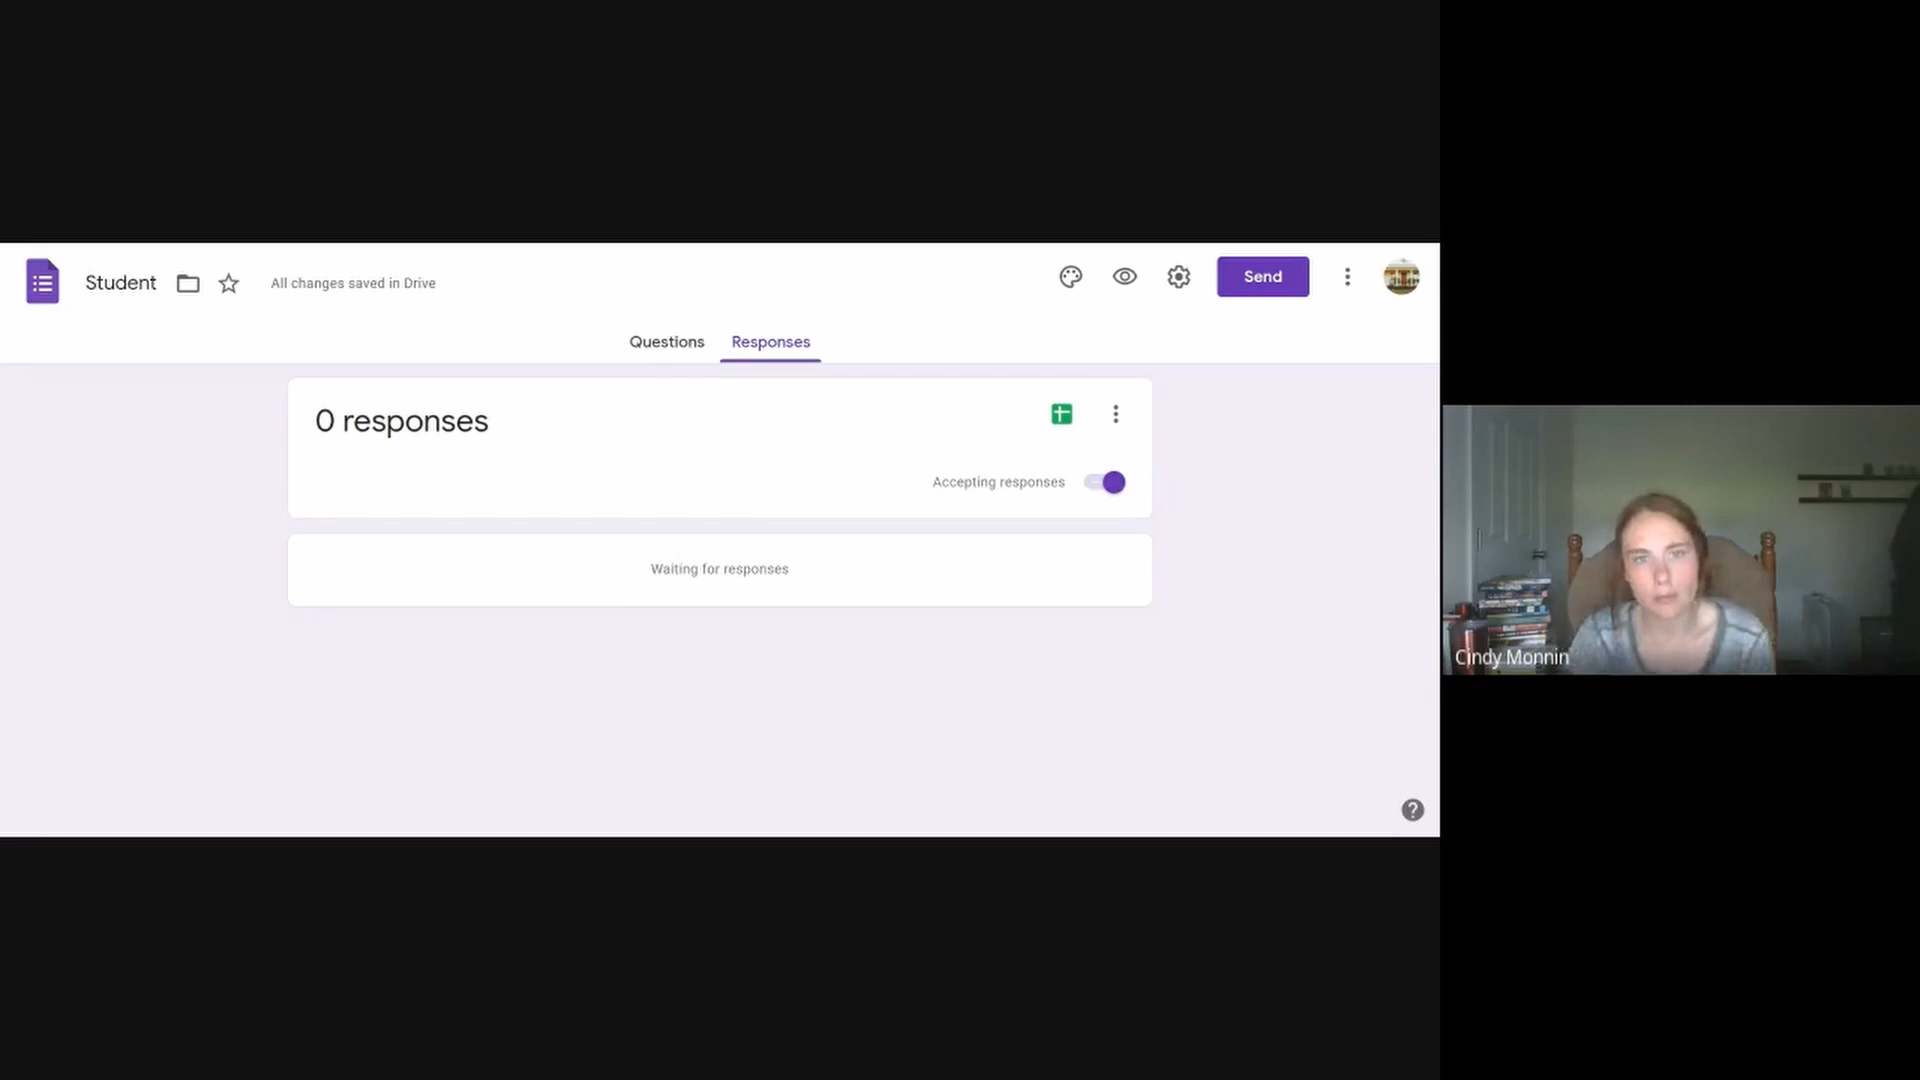 Student
All changes saved in Drive
Send
Questions
Responses
0 responses
Accepting responses
Waiting for responses
Cindy Monnin